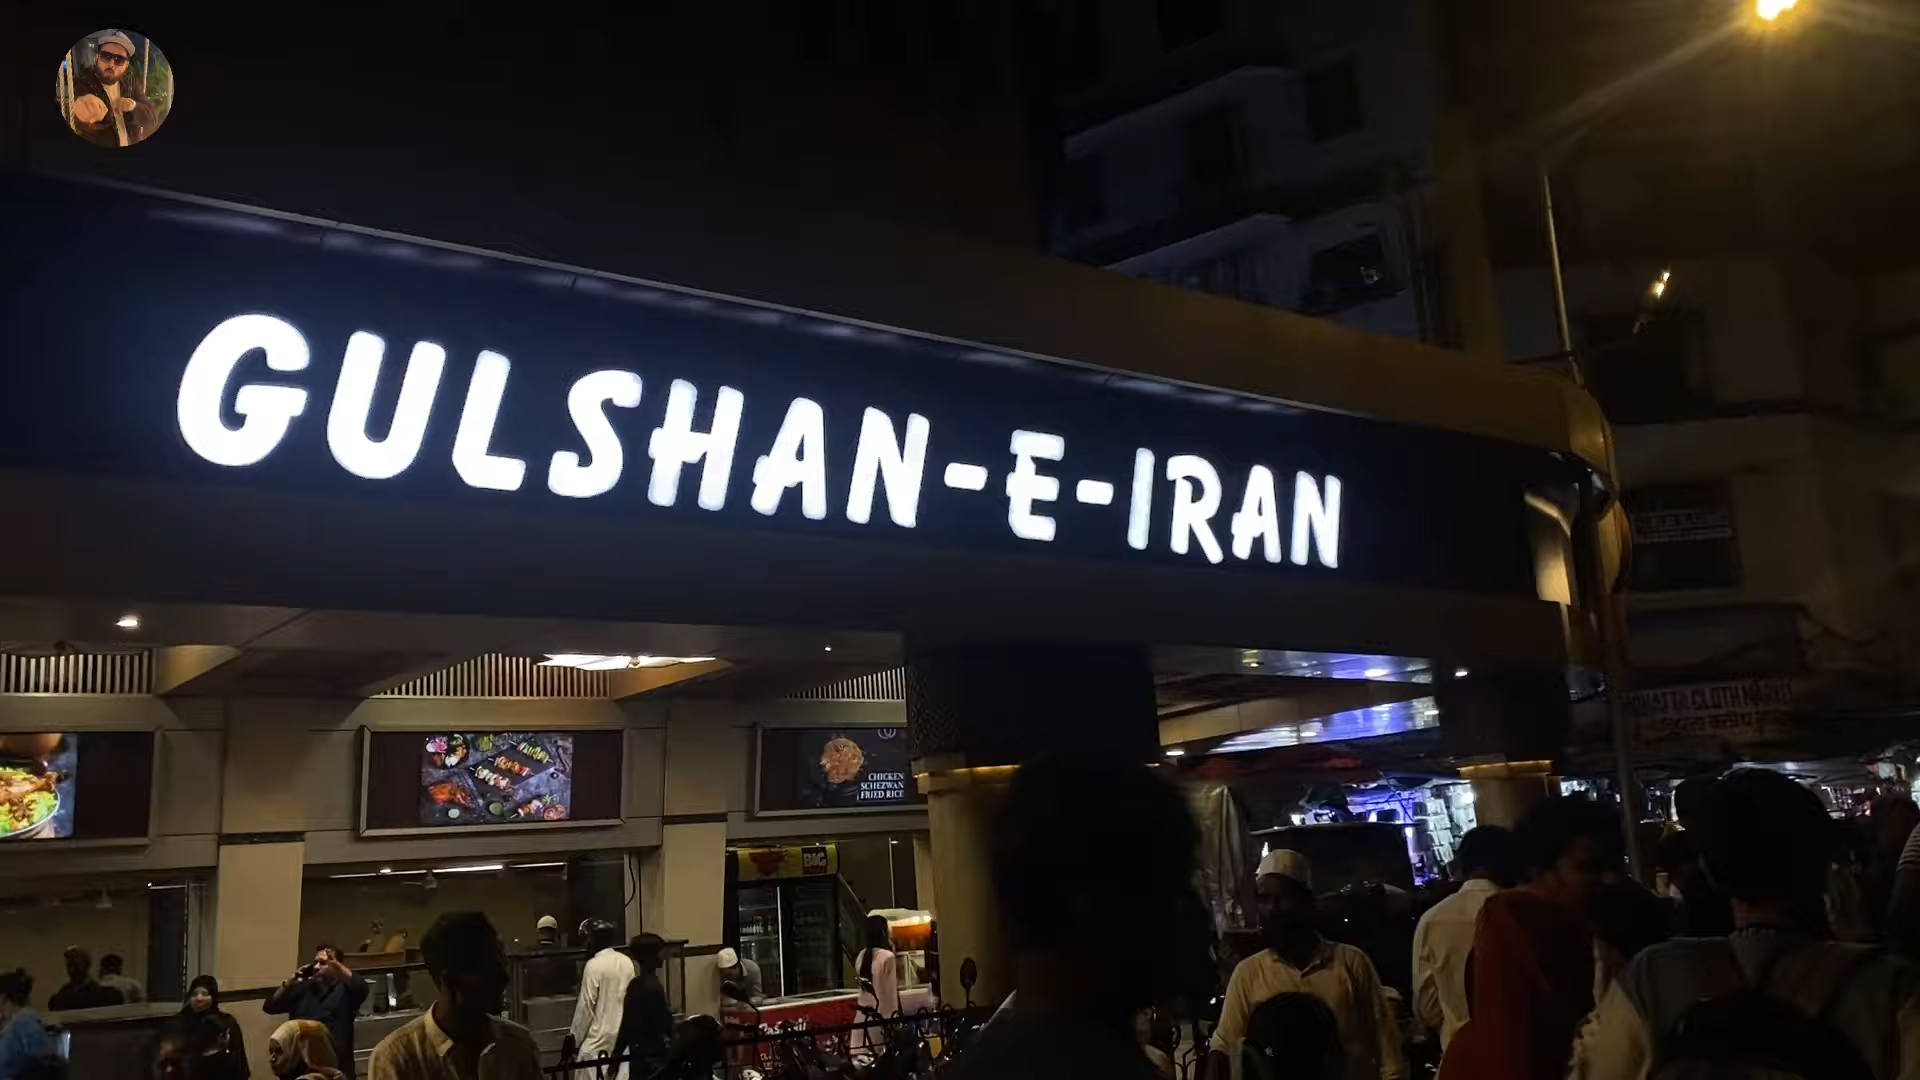 GULSHAN-E-IRAN
CHICKEN
SCHEZWAN
FRIED RICE
BIG